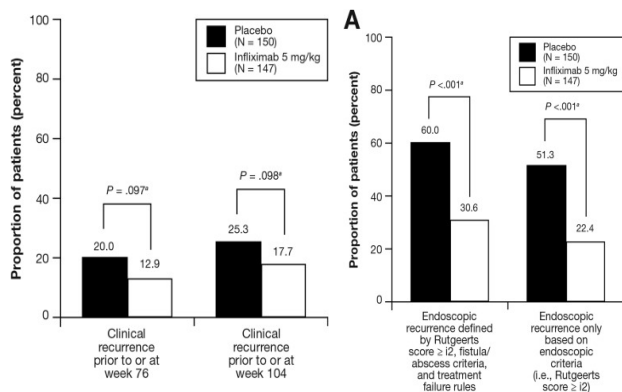 Proportion of patients (percent)
100
80
60
40
20
0
Placebo
(N = 150)
Infliximab 5 mg/kg
(N = 147)
P = .097ª
20.0
12.9
P = .098ª
25.3
17.7
Clinical
recurrence
prior to or at
week 76
Clinical
recurrence
prior to or at
week 104
A
Proportion of patients (percent)
100
80
60
40
20
0
Placebo
(N = 150)
Infliximab 5 mg/kg
(N = 147)
P <.001ª
60.0
30.6
P <.001ª
51.3
22.4
Endoscopic
recurrence defined
by Rutgeerts
score ≥ i2, fistula/
abscess criteria,
and treatment
failure rules
Endoscopic
recurrence only
based on
endoscopic
criteria
(i.e., Rutgeerts
score ≥ i2)